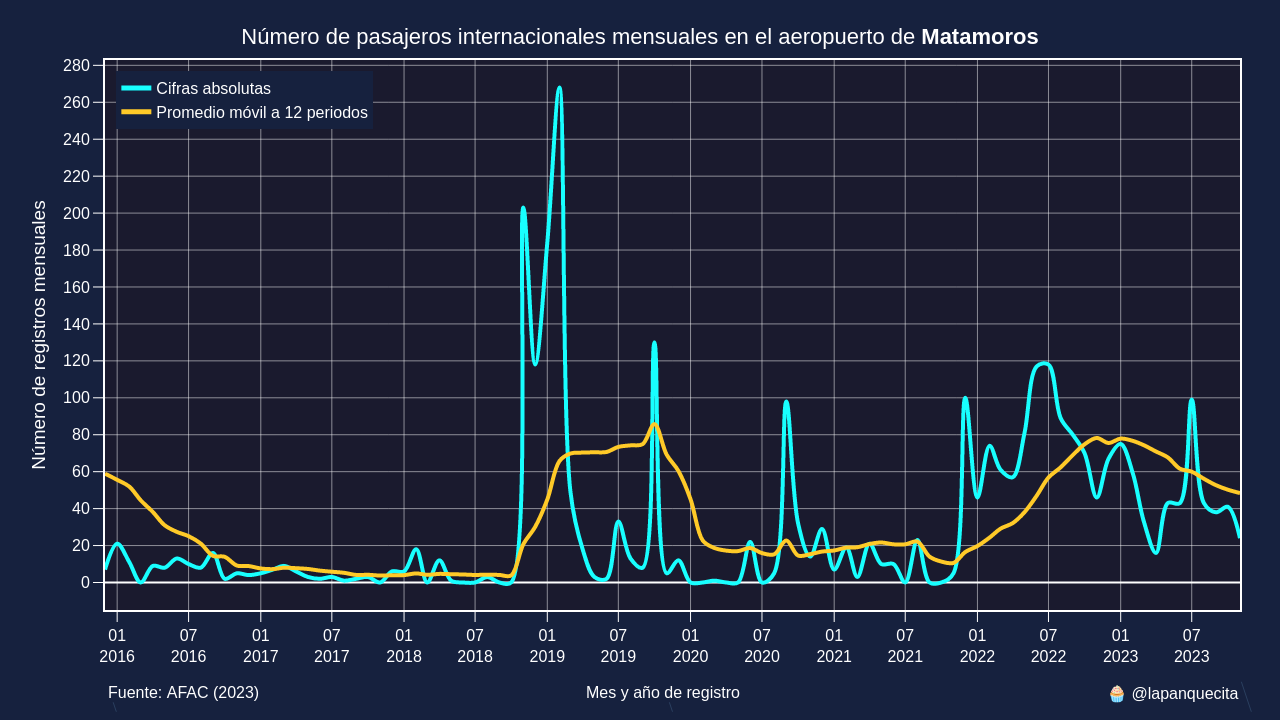 Número de pasajeros internacionales mensuales en el aeropuerto de Matamoros
Cifras absolutas
Promedio móvil a 12 periodos
Número de registros mensuales
280
260
240
220
200
180
160
140
120
100
80
60
40
20
0
01 07 01 07 01 07 01 07 01 07 01 07 01 07 01 07
2016 2016 2017 2017 2018 2018 2019 2019 2020 2020 2021 2021 2022 2022 2023 2023
Fuente: AFAC (2023)
Mes y año de registro
🧁 @lapanquecita